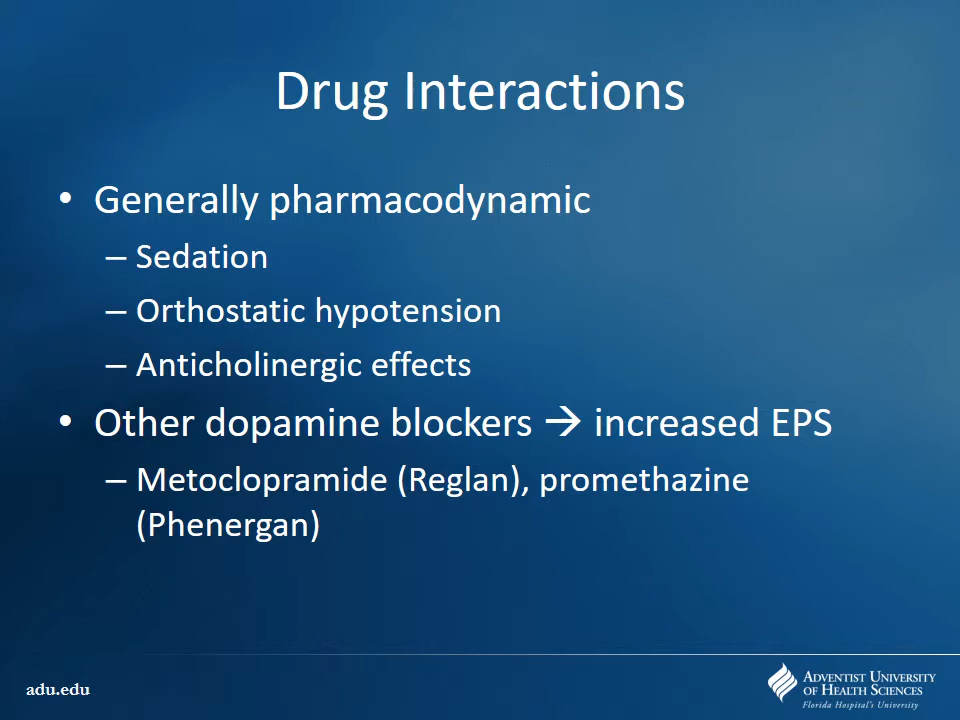 Drug Interactions
• Generally pharmacodynamic
– Sedation
– Orthostatic hypotension
– Anticholinergic effects
• Other dopamine blockers → increased EPS
– Metoclopramide (Reglan), promethazine
(Phenergan)
adu.edu
ADVENTIST UNIVERSITY
OF HEALTH SCIENCES
Florida Hospital's University